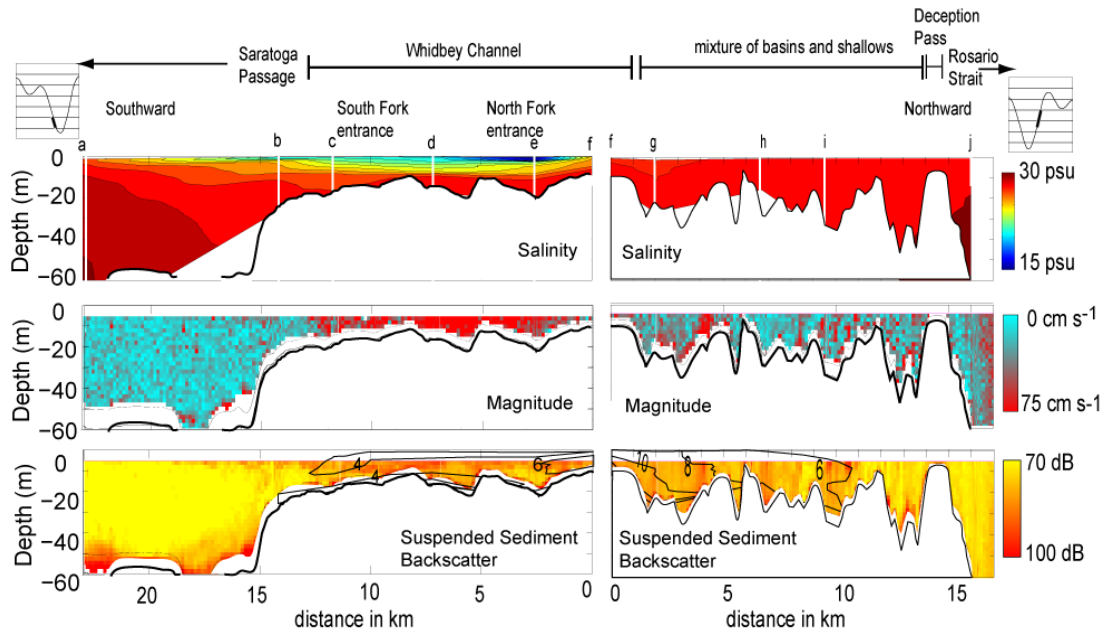 Deception
Pass
Saratoga
Passage
Whidbey Channel
mixture of basins and shallows
Rosario
Strait
Southward
South Fork
entrance
North Fork
entrance
Northward
a b c d e f
f g h i j
Depth (m)
0
−20
−40
−60
Salinity
Salinity
30 psu
15 psu
Depth (m)
0
−20
−40
−60
Magnitude
Magnitude
0 cm s-1
75 cm s-1
Depth (m)
0
−20
−40
−60
4
4
6
10
8
6
Suspended Sediment
Backscatter
Suspended Sediment
Backscatter
70 dB
100 dB
20 15 10 5 0
5 10 15
distance in km
distance in km